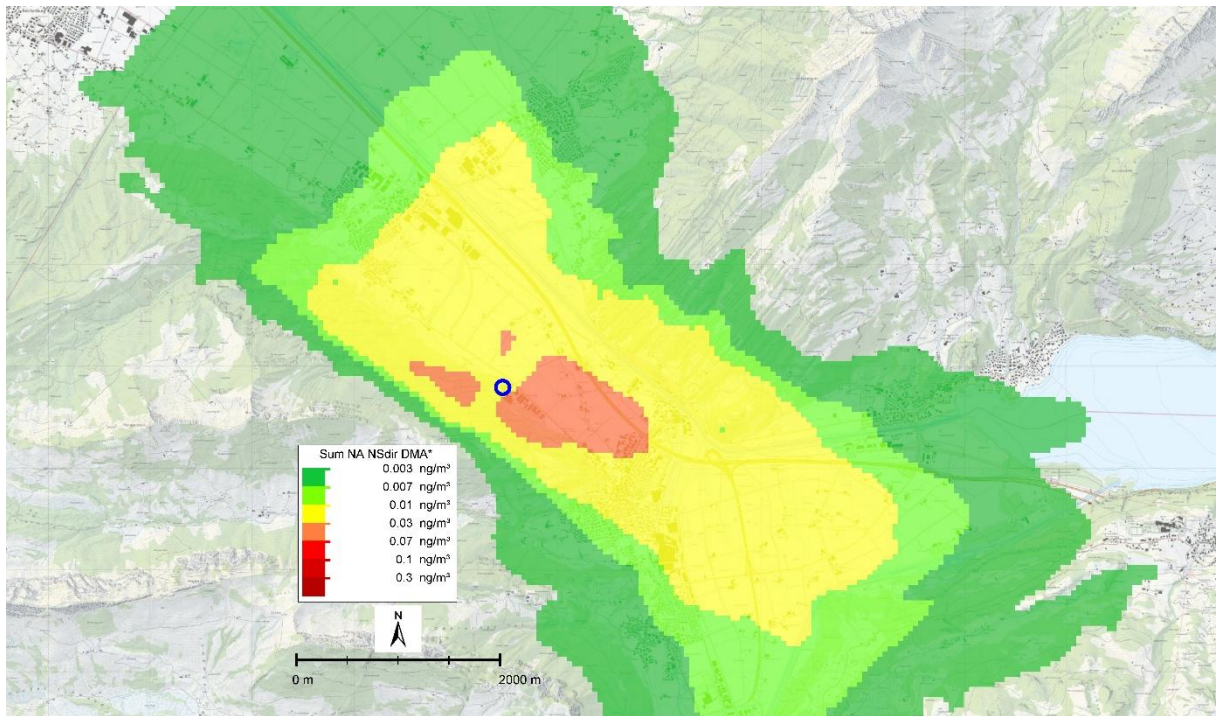 Sum NA NSdir DMA*
0.003 ng/m³
0.007 ng/m³
0.01 ng/m³
0.03 ng/m³
0.07 ng/m³
0.1 ng/m³
0.3 ng/m³
N
0 m 2000 m